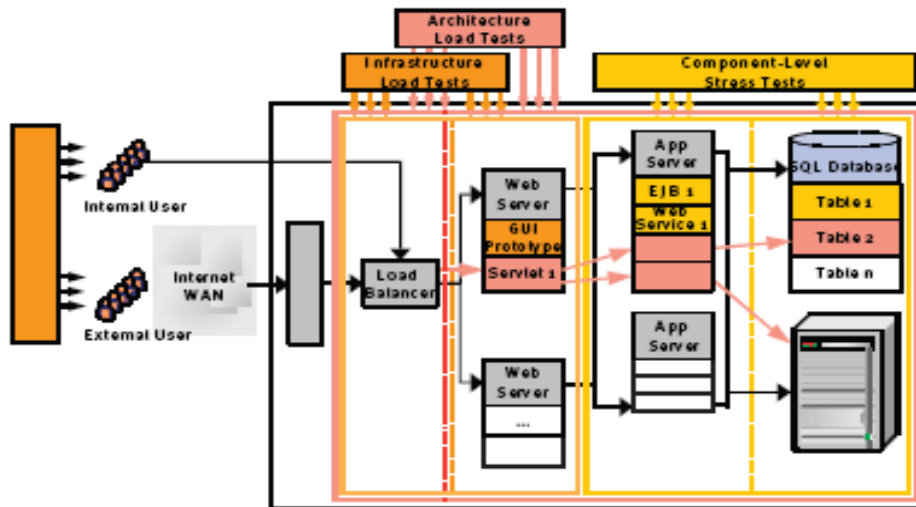 Architecture
Load Tests
Infrastructure
Load Tests
Component-Level
Stress Tests
Internal User
External User
Internet
WAN
Load
Balancer
Web
Server
GUI
Prototype
Servlet 1
Web
Server
...
App
Server
EJB 1
Web
Service 1
App
Server
SQL Database
Table 1
Table 2
Table n